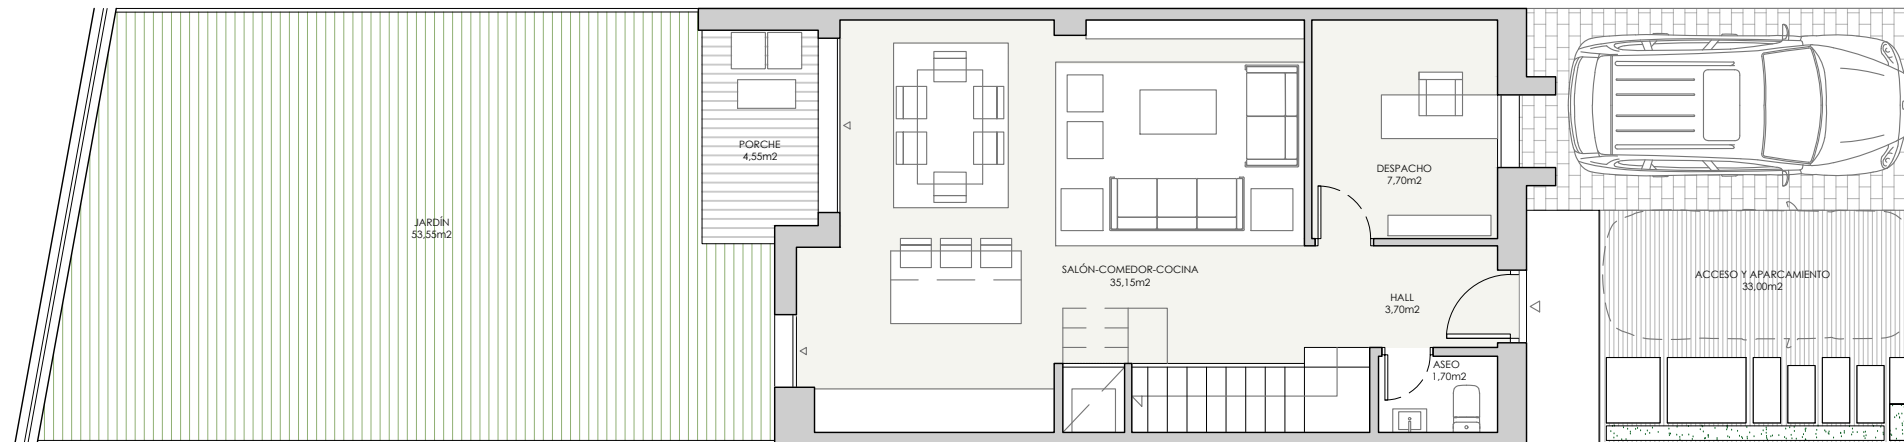 PORCHE
4,55m2
DESPACHO
7,70m2
JARDÍN
53,55m2
SALÓN-COMEDOR-COCINA
35,15m2
HALL
3,70m2
ACCESO Y APARCAMIENTO
33,00m2
ASEO
1,70m2